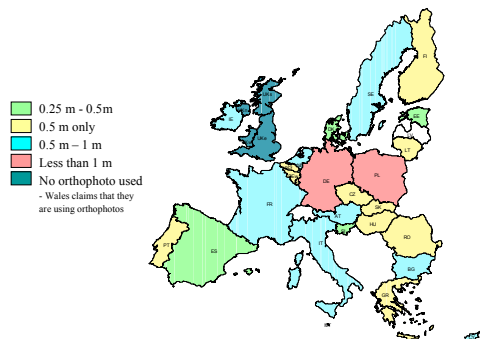 0.25 m - 0.5m
0.5 m only
0.5 m – 1 m
Less than 1 m
No orthophoto used
- Wales claims that they
are using orthophotos
FI
SE
EE
LT
DK
IE
DE
PL
CZ
SK
FR
AT
HU
RO
IT
BG
PT
ES
GR